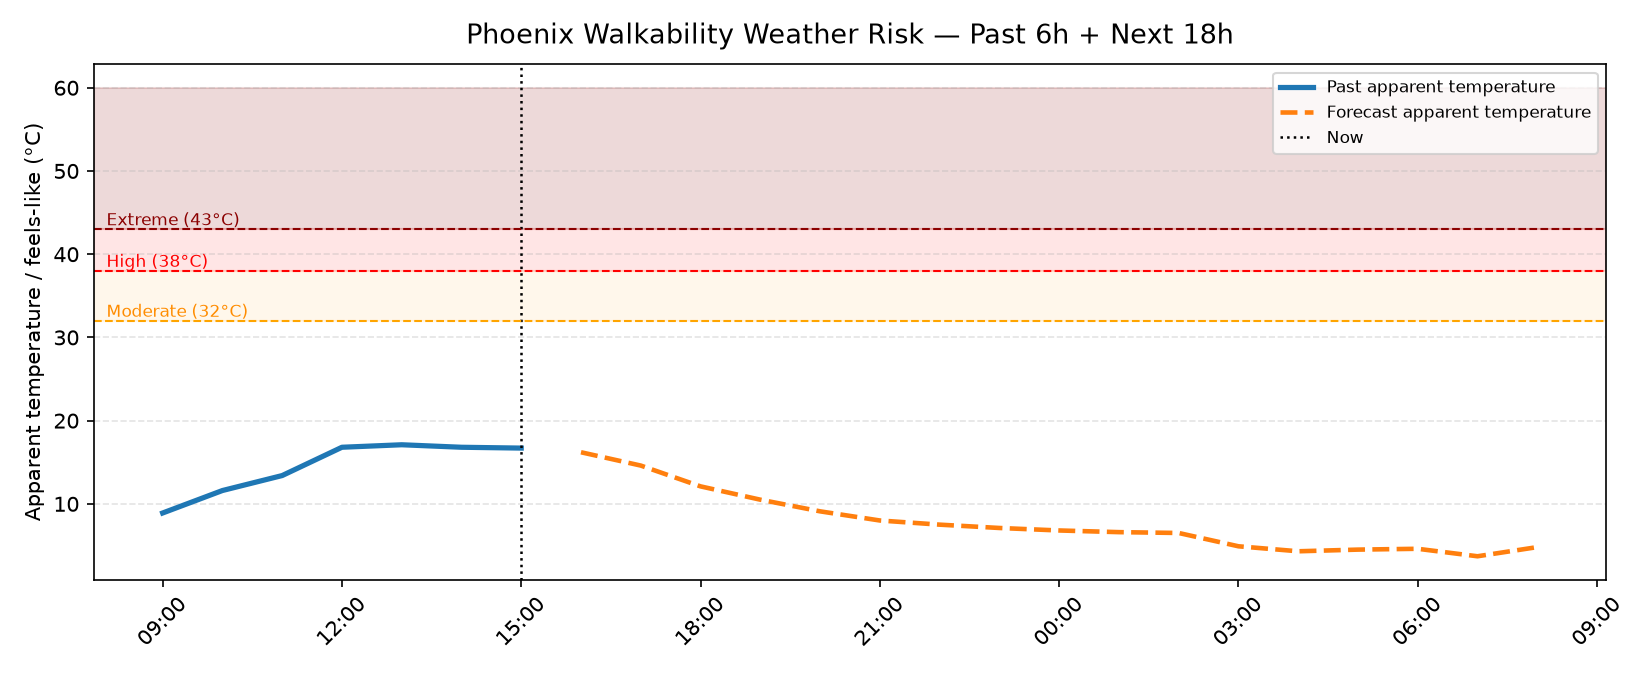 Phoenix Walkability Weather Risk — Past 6h + Next 18h
Apparent temperature / feels-like (°C)
60
50
40
30
20
10
Extreme (43°C)
High (38°C)
Moderate (32°C)
Past apparent temperature
Forecast apparent temperature
Now
09:00
12:00
15:00
18:00
21:00
00:00
03:00
06:00
09:00